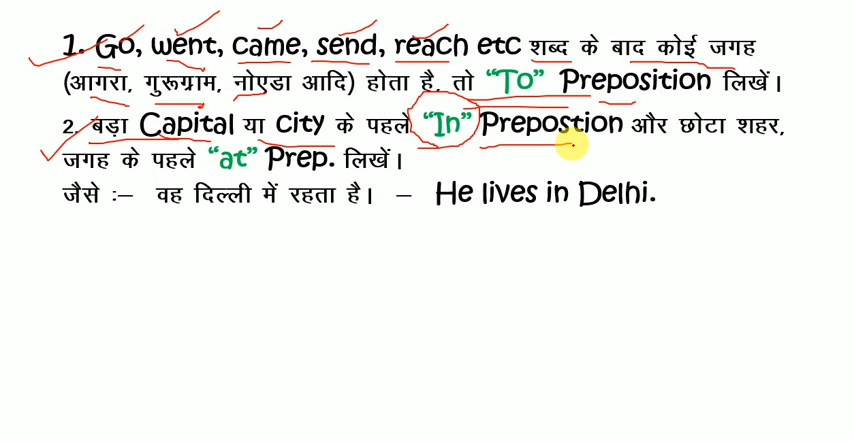 1. Go, went, came, send, reach etc शब्द के बाद कोई जगह
(आगरा, गुरूग्राम, नोएडा आदि) होता है, तो “To” Preposition लिखें।
2. बड़ा Capital या city के पहले “In” Prepostion और छोटा शहर,
जगह के पहले “at” Prep. लिखें।
जैसे :– वह दिल्ली में रहता है। – He lives in Delhi.